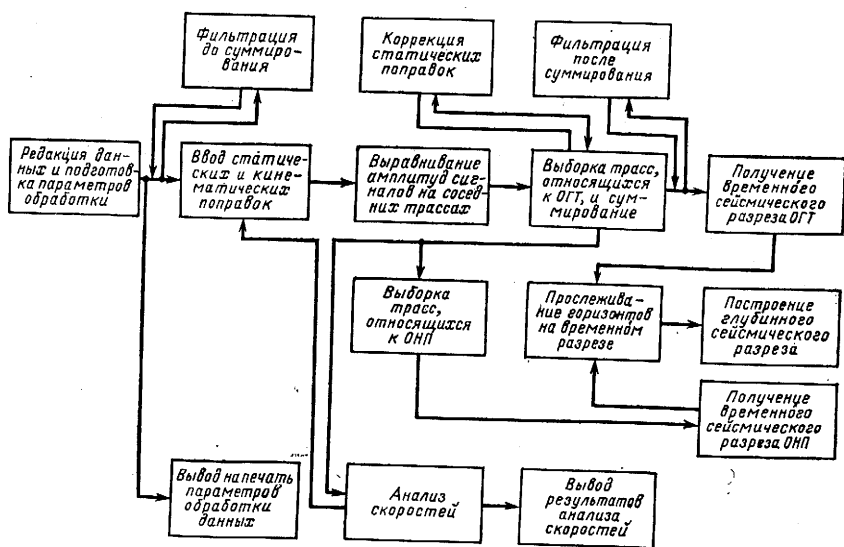 Фильтрация
до суммиро-
вания
Коррекция
статических
поправок
Фильтрация
после
суммирования
Редакция дан-
ных и подготов-
ка параметров
обработки
Ввод статичес-
ких и кине-
матических
поправок
Выравнивание
амплитуд сиг-
налов на сосед-
них трассах
Выборка трасс,
относящихся
к ОГТ, и сум-
мирование
Получение
временного
сейсмического
разреза ОГТ
Выборка
трасс,
относящихся
к ОНП
Прослежива-
ние горизонтов
на временном
разрезе
Построение
глубинного
сейсмического
разреза
Получение
временного
сейсмического
разреза ОНП
Вывод на печать
параметров
обработки
данных
Анализ
скоростей
Вывод
результатов
анализа
скоростей